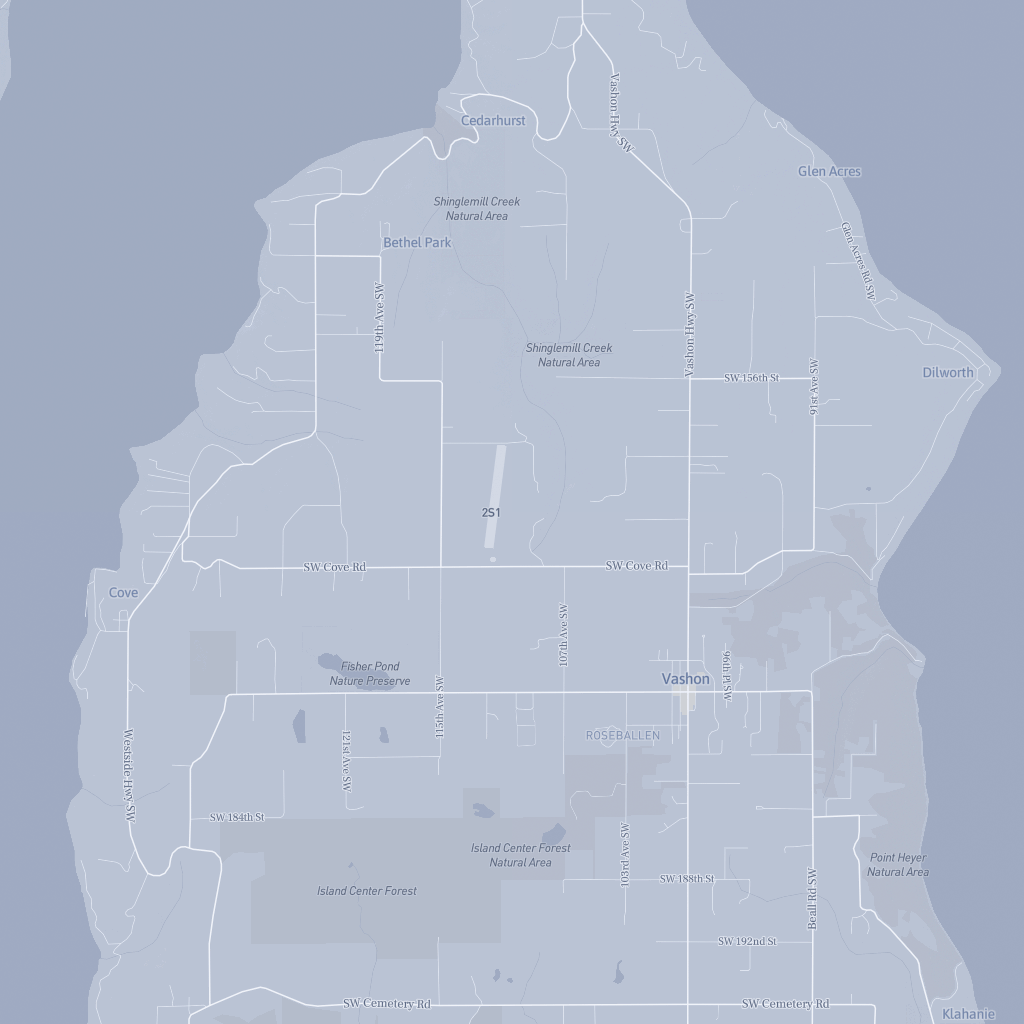 Cedarhurst
Vashon Hwy SW
Glen Acres
Shinglemill Creek
Natural Area
Bethel Park
Glen Acres Rd SW
119th Ave SW
Vashon Hwy SW
Shinglemill Creek
Natural Area
SW 156th St
91st Ave SW
Dilworth
2S1
SW Cove Rd
SW Cove Rd
Cove
107th Ave SW
Fisher Pond
Nature Preserve
Vashon
96th Pl SW
115th Ave SW
ROSEBALLEN
Westside Hwy SW
121st Ave SW
SW 184th St
Island Center Forest
Natural Area
103rd Ave SW
Point Heyer
Natural Area
Island Center Forest
SW 188th St
Beall Rd SW
SW 192nd St
SW Cemetery Rd
SW Cemetery Rd
Klahanie